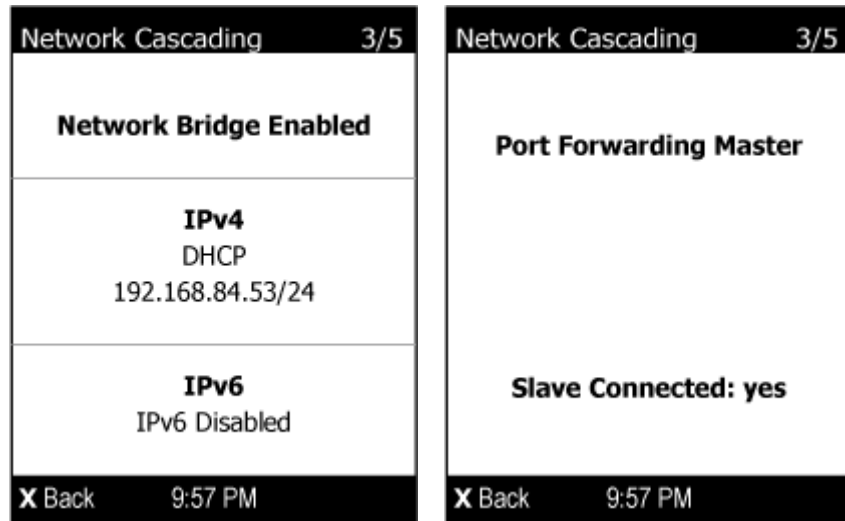 Network Cascading 3/5
Network Bridge Enabled
IPv4
DHCP
192.168.84.53/24
IPv6
IPv6 Disabled
X Back 9:57 PM
Network Cascading 3/5
Port Forwarding Master
Slave Connected: yes
X Back 9:57 PM